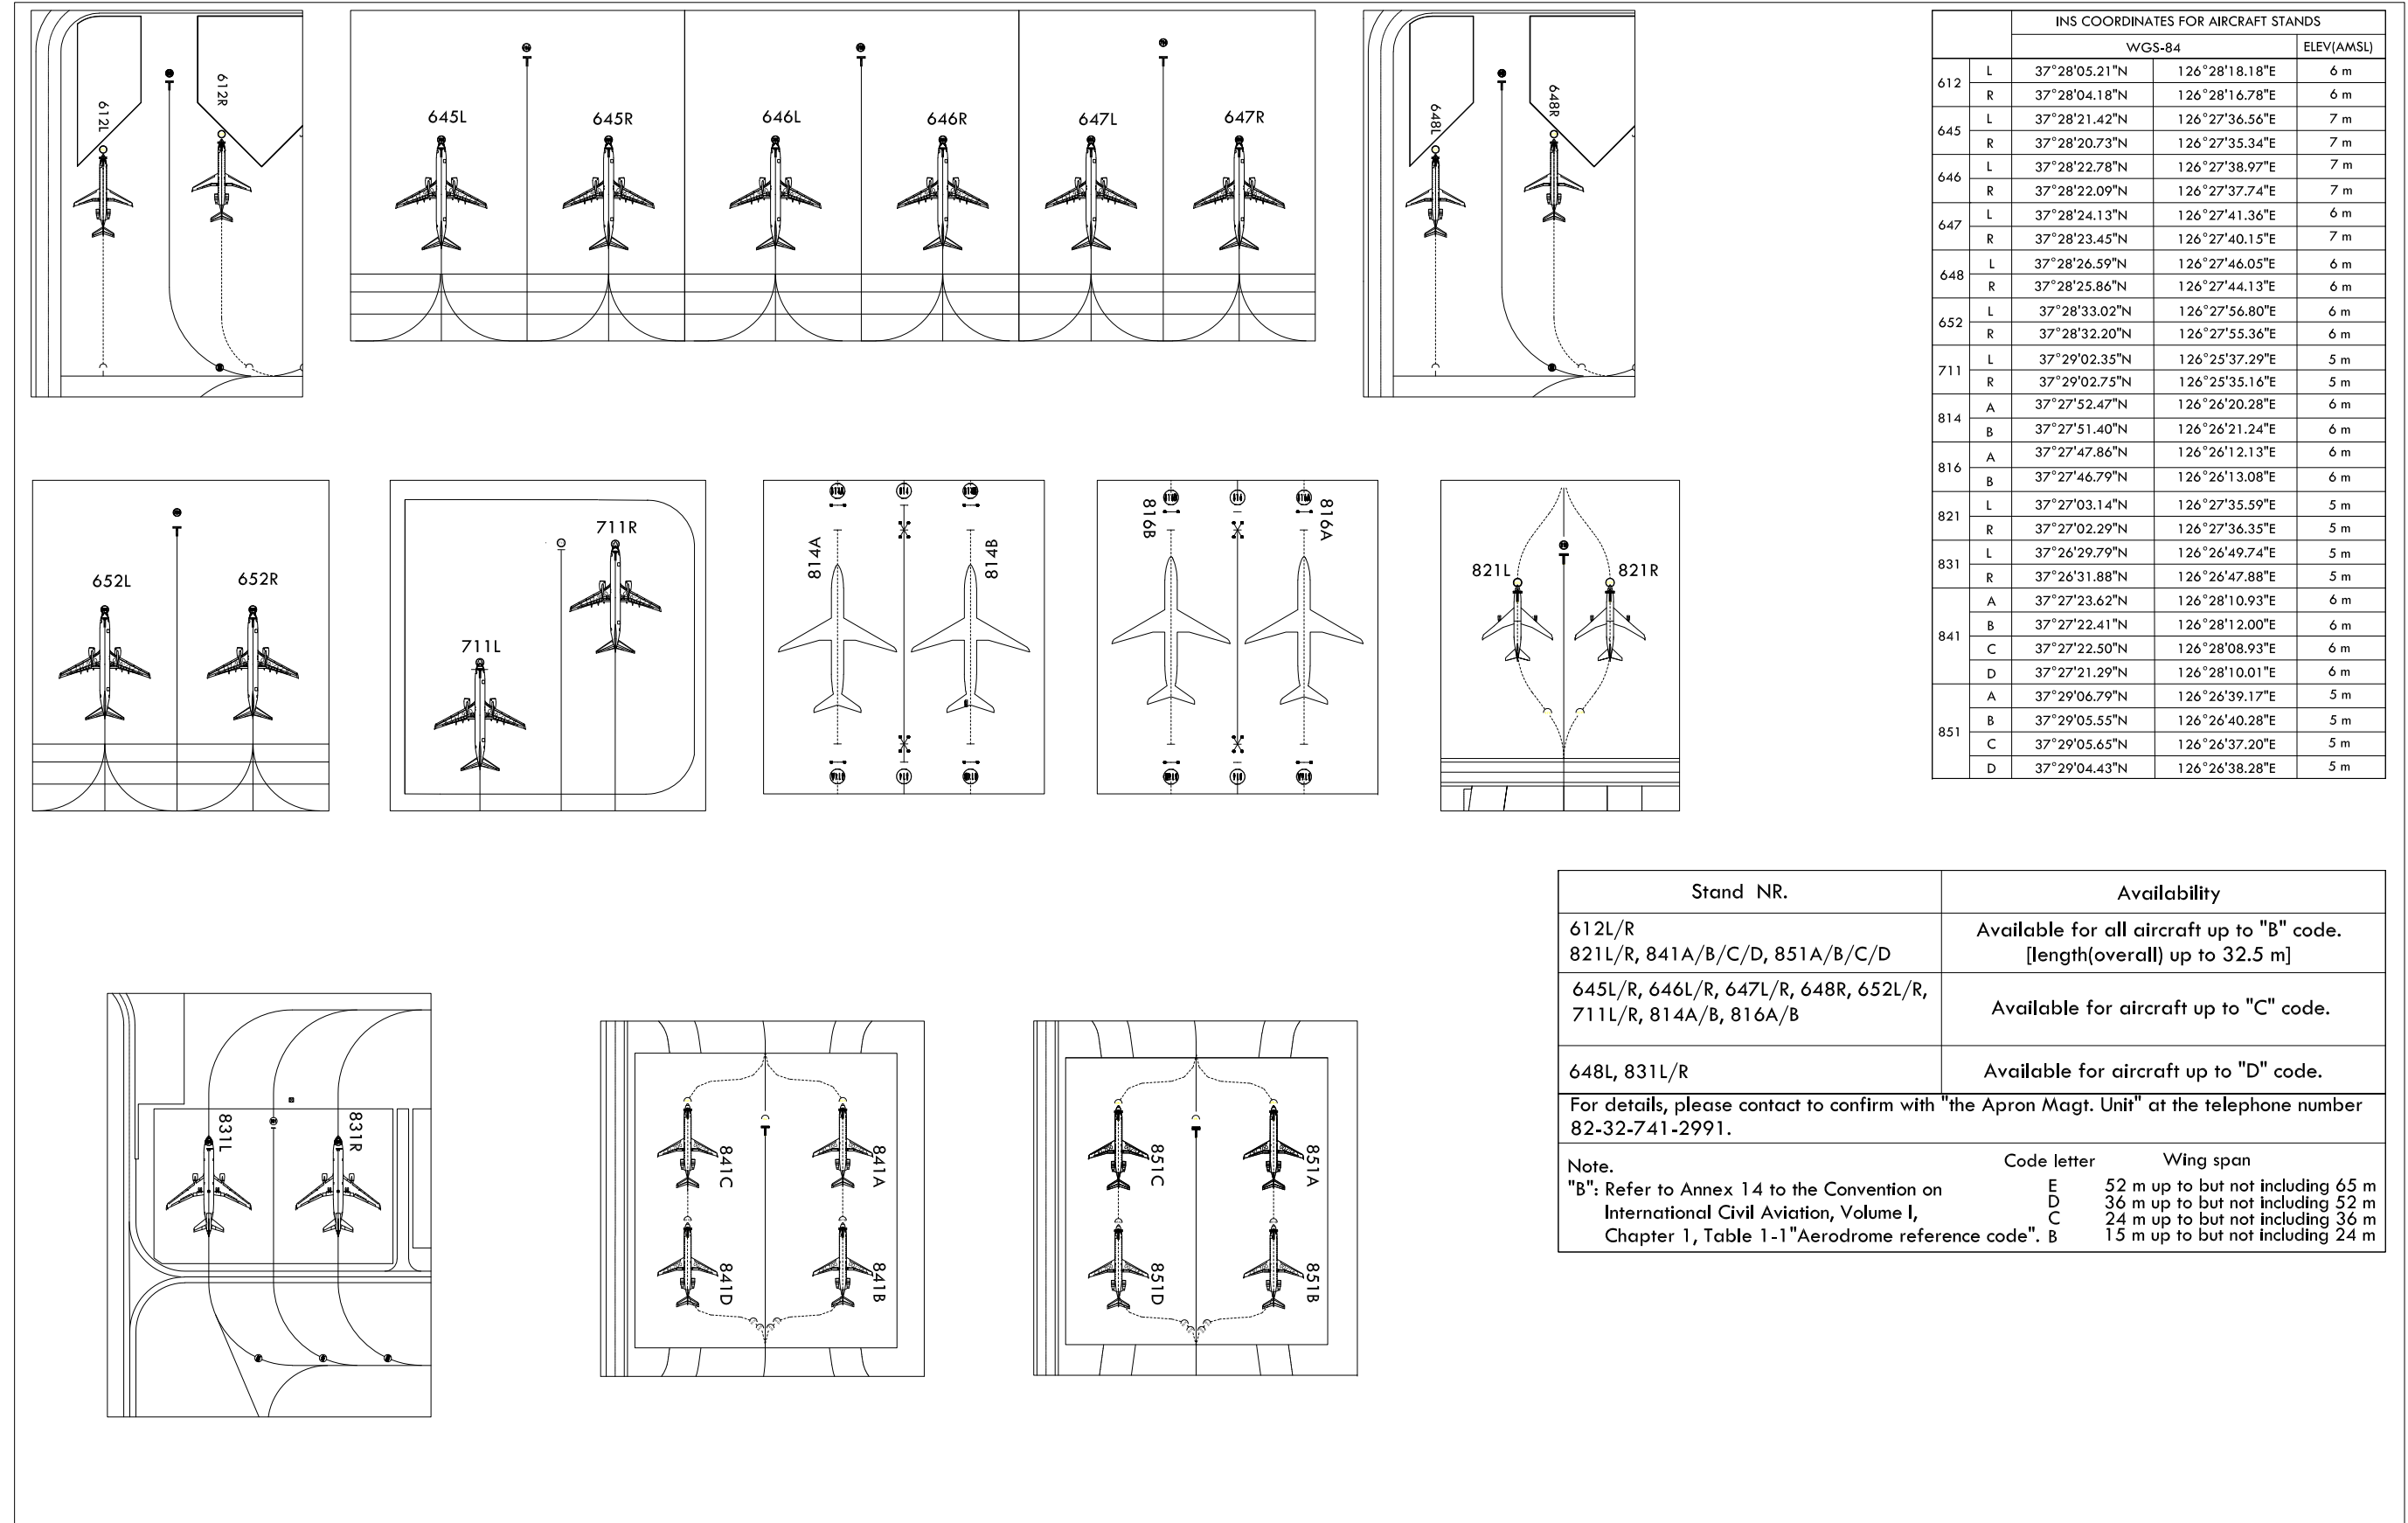 612L
612R
645L
645R
646L
646R
647L
647R
648L
648R
652L
652R
711L
711R
814A
814B
816B
816A
821L
821R
831L
831R
841C
841A
841D
841B
851C
851A
851D
851B
INS COORDINATES FOR AIRCRAFT STANDS
WGS-84 ELEV(AMSL)
612 L 37°28'05.21"N 126°28'18.18"E 6 m
R 37°28'04.18"N 126°28'16.78"E 6 m
645 L 37°28'21.42"N 126°27'36.56"E 7 m
R 37°28'20.73"N 126°27'35.34"E 7 m
646 L 37°28'22.78"N 126°27'38.97"E 7 m
R 37°28'22.09"N 126°27'37.74"E 7 m
647 L 37°28'24.13"N 126°27'41.36"E 6 m
R 37°28'23.45"N 126°27'40.15"E 7 m
648 L 37°28'26.59"N 126°27'46.05"E 6 m
R 37°28'25.86"N 126°27'44.13"E 6 m
652 L 37°28'33.02"N 126°27'56.80"E 6 m
R 37°28'32.20"N 126°27'55.36"E 6 m
711 L 37°29'02.35"N 126°25'37.29"E 5 m
R 37°29'02.75"N 126°25'35.16"E 5 m
814 A 37°27'52.47"N 126°26'20.28"E 6 m
B 37°27'51.40"N 126°26'21.24"E 6 m
816 A 37°27'47.86"N 126°26'12.13"E 6 m
B 37°27'46.79"N 126°26'13.08"E 6 m
821 L 37°27'03.14"N 126°27'35.59"E 5 m
R 37°27'02.29"N 126°27'36.35"E 5 m
831 L 37°26'29.79"N 126°26'49.74"E 5 m
R 37°26'31.88"N 126°26'47.88"E 5 m
841 A 37°27'23.62"N 126°28'10.93"E 6 m
B 37°27'22.41"N 126°28'12.00"E 6 m
C 37°27'22.50"N 126°28'08.93"E 6 m
D 37°27'21.29"N 126°28'10.01"E 6 m
851 A 37°29'06.79"N 126°26'39.17"E 5 m
B 37°29'05.55"N 126°26'40.28"E 5 m
C 37°29'05.65"N 126°26'37.20"E 5 m
D 37°29'04.43"N 126°26'38.28"E 5 m
Stand NR. Availability
612L/R
821L/R, 841A/B/C/D, 851A/B/C/D
Available for all aircraft up to "B" code.
[length(overall) up to 32.5 m]
645L/R, 646L/R, 647L/R, 648R, 652L/R,
711L/R, 814A/B, 816A/B
Available for aircraft up to "C" code.
648L, 831L/R Available for aircraft up to "D" code.
For details, please contact to confirm with "the Apron Magt. Unit" at the telephone number
82-32-741-2991.
Note.
"B": Refer to Annex 14 to the Convention on
International Civil Aviation, Volume I,
Chapter 1, Table 1-1"Aerodrome reference code".
Code letter Wing span
E 52 m up to but not including 65 m
D 36 m up to but not including 52 m
C 24 m up to but not including 36 m
B 15 m up to but not including 24 m